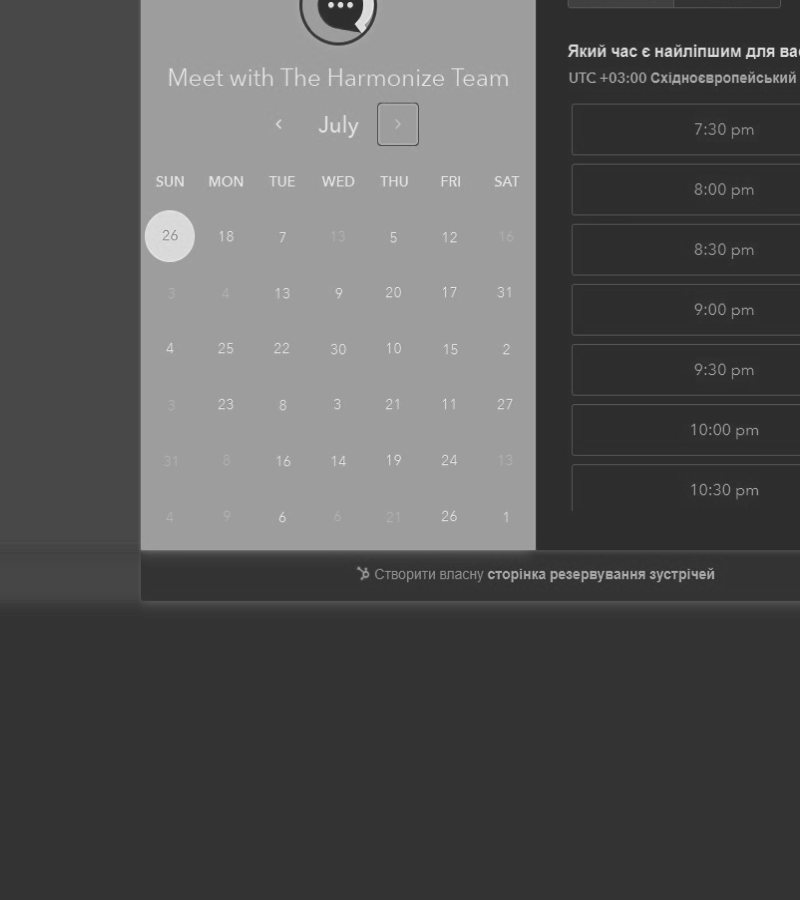 Meet with The Harmonize Team
July
SUN MON TUE WED THU FRI SAT
26 18 7 13 5 12 16
3 4 13 9 20 17 31
4 25 22 30 10 15 2
3 23 8 3 21 11 27
31 8 16 14 19 24 13
4 9 6 6 21 26 1
Який час є найліпшим для вас
UTC +03:00 Східноєвропейський
7:30 pm
8:00 pm
8:30 pm
9:00 pm
9:30 pm
10:00 pm
10:30 pm
Створити власну сторінка резервування зустрічей